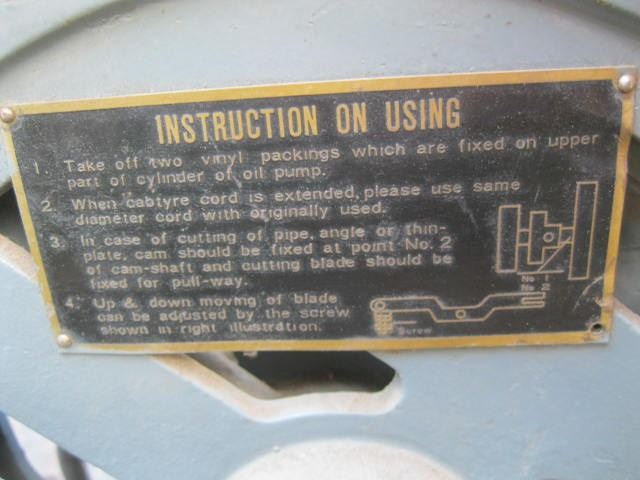 INSTRUCTION ON USING
1. Take off two vinyl packings which are fixed on upper
part of cylinder of oil pump.
2. When cabtyre cord is extended, please use same
diameter cord with originally used.
3. In case of cutting of pipe, angle or thin-
plate, cam should be fixed at point No. 2
of cam-shaft and cutting blade should be
fixed for pull-way.
4. Up & down moving of blade
can be adjusted by the screw
shown in right illustration.
No 1
No 2
Screw